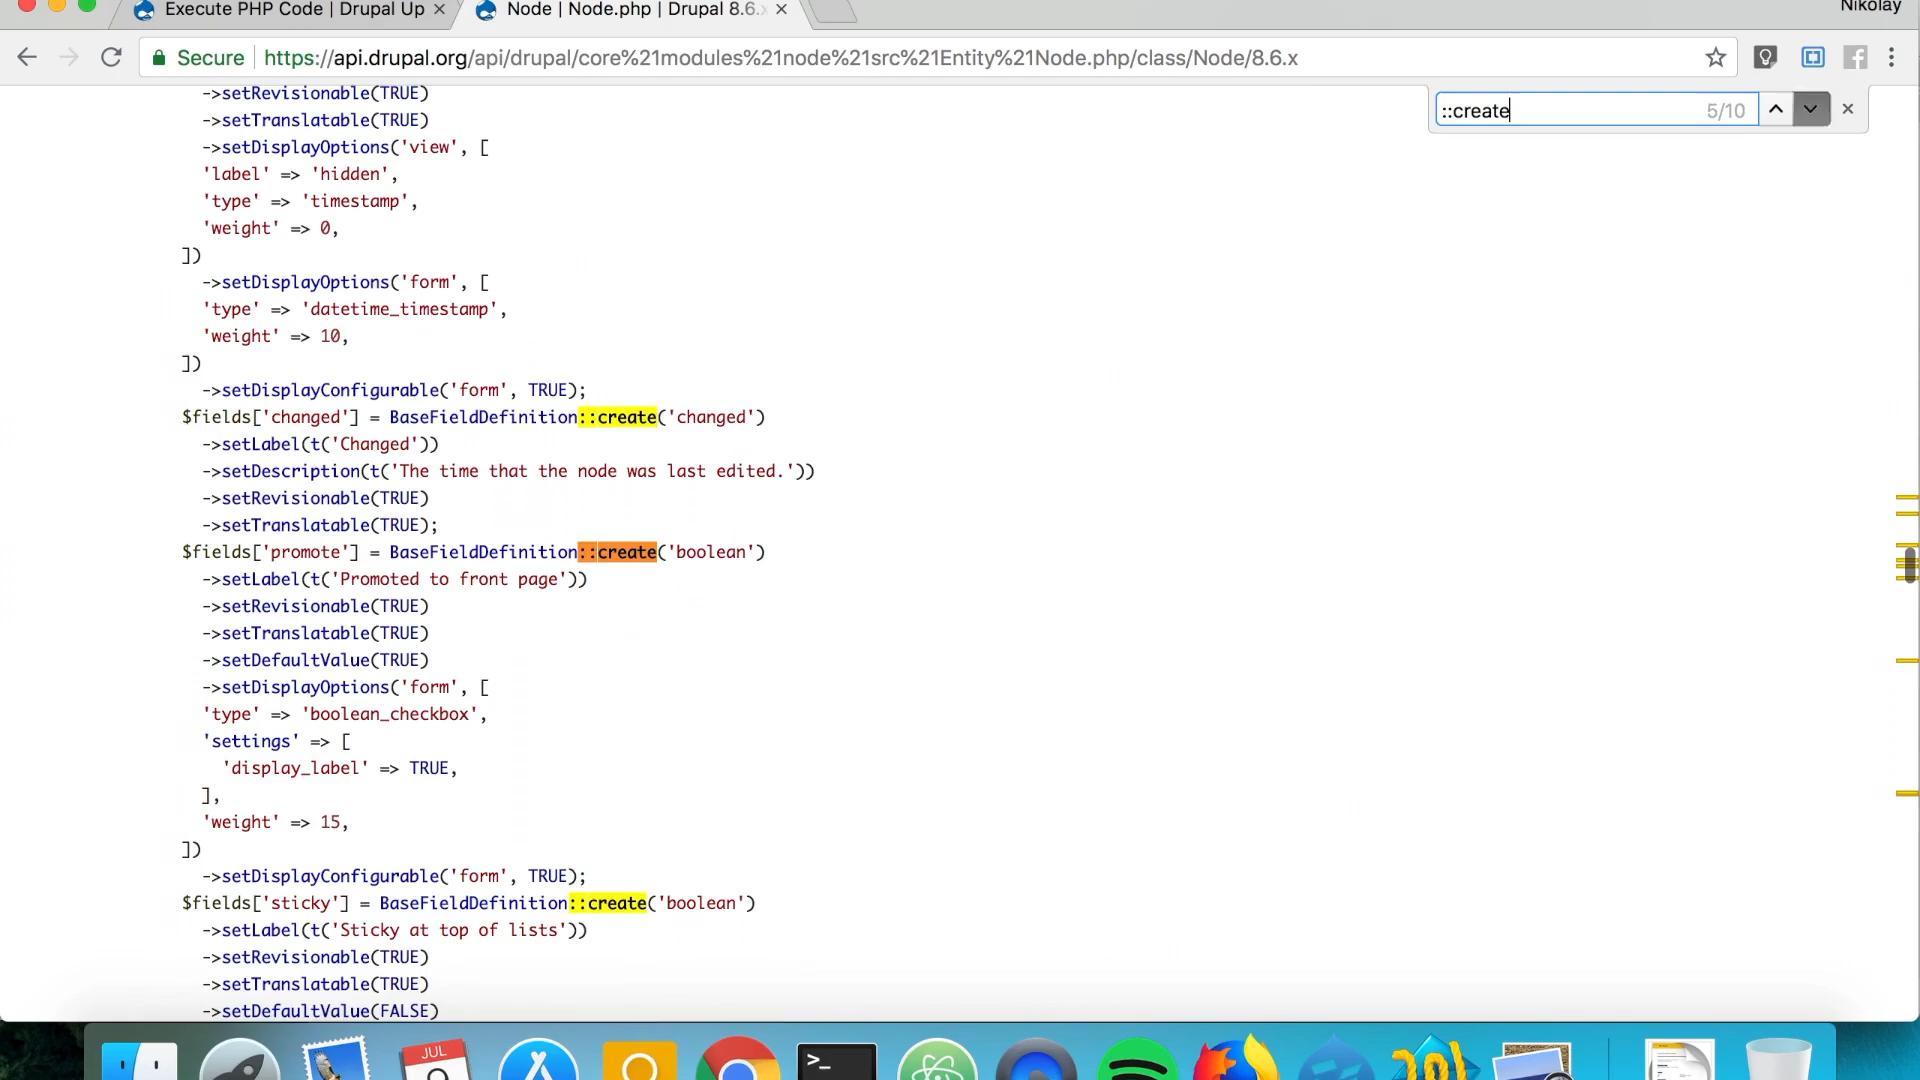 Execute PHP Code | Drupal Up
Node | Node.php | Drupal 8.6.x
Nikolay
Secure
https://api.drupal.org/api/drupal/core%21modules%21node%21src%21Entity%21Node.php/class/Node/8.6.x
::create 5/10
->setRevisionable(TRUE)
->setTranslatable(TRUE)
->setDisplayOptions('view', [
'label' => 'hidden',
'type' => 'timestamp',
'weight' => 0,
])
->setDisplayOptions('form', [
'type' => 'datetime_timestamp',
'weight' => 10,
])
->setDisplayConfigurable('form', TRUE);
$fields['changed'] = BaseFieldDefinition::create('changed')
->setLabel(t('Changed'))
->setDescription(t('The time that the node was last edited.'))
->setRevisionable(TRUE)
->setTranslatable(TRUE);
$fields['promote'] = BaseFieldDefinition::create('boolean')
->setLabel(t('Promoted to front page'))
->setRevisionable(TRUE)
->setTranslatable(TRUE)
->setDefaultValue(TRUE)
->setDisplayOptions('form', [
'type' => 'boolean_checkbox',
'settings' => [
'display_label' => TRUE,
],
'weight' => 15,
])
->setDisplayConfigurable('form', TRUE);
$fields['sticky'] = BaseFieldDefinition::create('boolean')
->setLabel(t('Sticky at top of lists'))
->setRevisionable(TRUE)
->setTranslatable(TRUE)
->setDefaultValue(FALSE)
JUL
>_